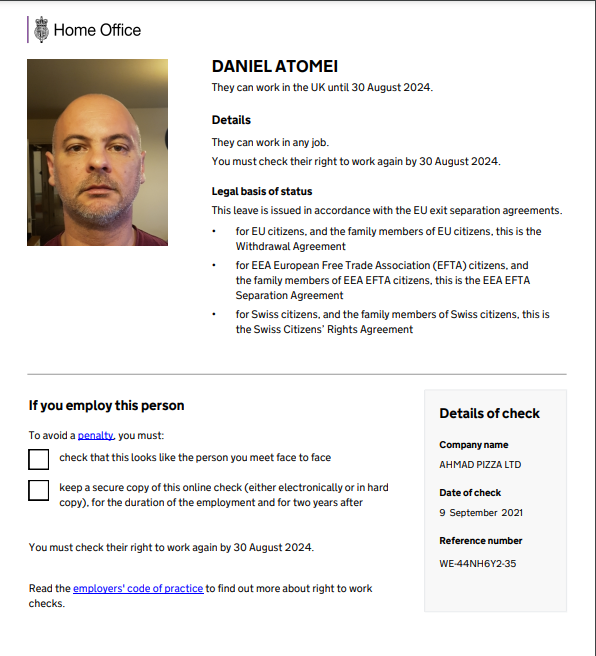 Home Office
DANIEL ATOMEI
They can work in the UK until 30 August 2024.
Details
They can work in any job.
You must check their right to work again by 30 August 2024.
Legal basis of status
This leave is issued in accordance with the EU exit separation agreements.
• for EU citizens, and the family members of EU citizens, this is the
Withdrawal Agreement
• for EEA European Free Trade Association (EFTA) citizens, and
the family members of EEA EFTA citizens, this is the EEA EFTA
Separation Agreement
• for Swiss citizens, and the family members of Swiss citizens, this is
the Swiss Citizens' Rights Agreement
If you employ this person
To avoid a penalty, you must:
check that this looks like the person you meet face to face
keep a secure copy of this online check (either electronically or in hard
copy), for the duration of the employment and for two years after
You must check their right to work again by 30 August 2024.
Read the employers' code of practice to find out more about right to work
checks.
Details of check
Company name
AHMAD PIZZA LTD
Date of check
9 September 2021
Reference number
WE-44NH6Y2-35